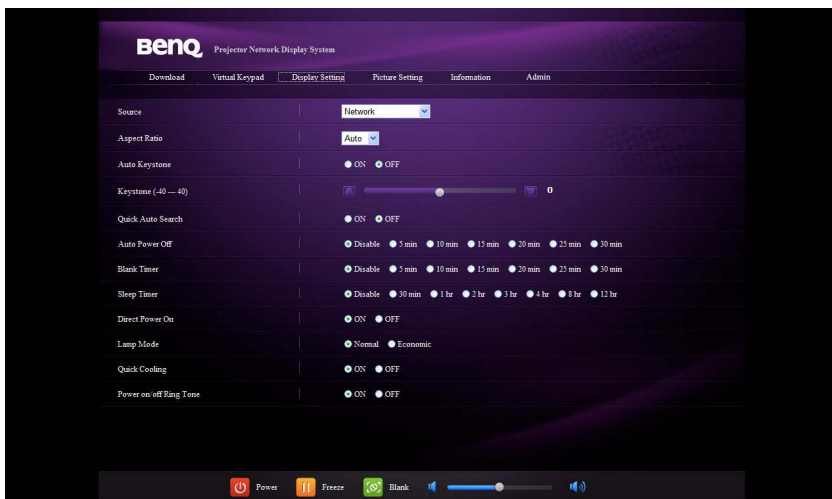 BenQ Projector Network Display System
Download Virtual Keypad Display Setting Picture Setting Information Admin
Source Network
Aspect Ratio Auto
Auto Keystone ON OFF
Keystone (-40 — 40) 0
Quick Auto Search ON OFF
Auto Power Off Disable 5 min 10 min 15 min 20 min 25 min 30 min
Blank Timer Disable 5 min 10 min 15 min 20 min 25 min 30 min
Sleep Timer Disable 30 min 1 hr 2 hr 3 hr 4 hr 8 hr 12 hr
Direct Power On ON OFF
Lamp Mode Normal Economic
Quick Cooling ON OFF
Power on/off Ring Tone ON OFF
Power Freeze Blank